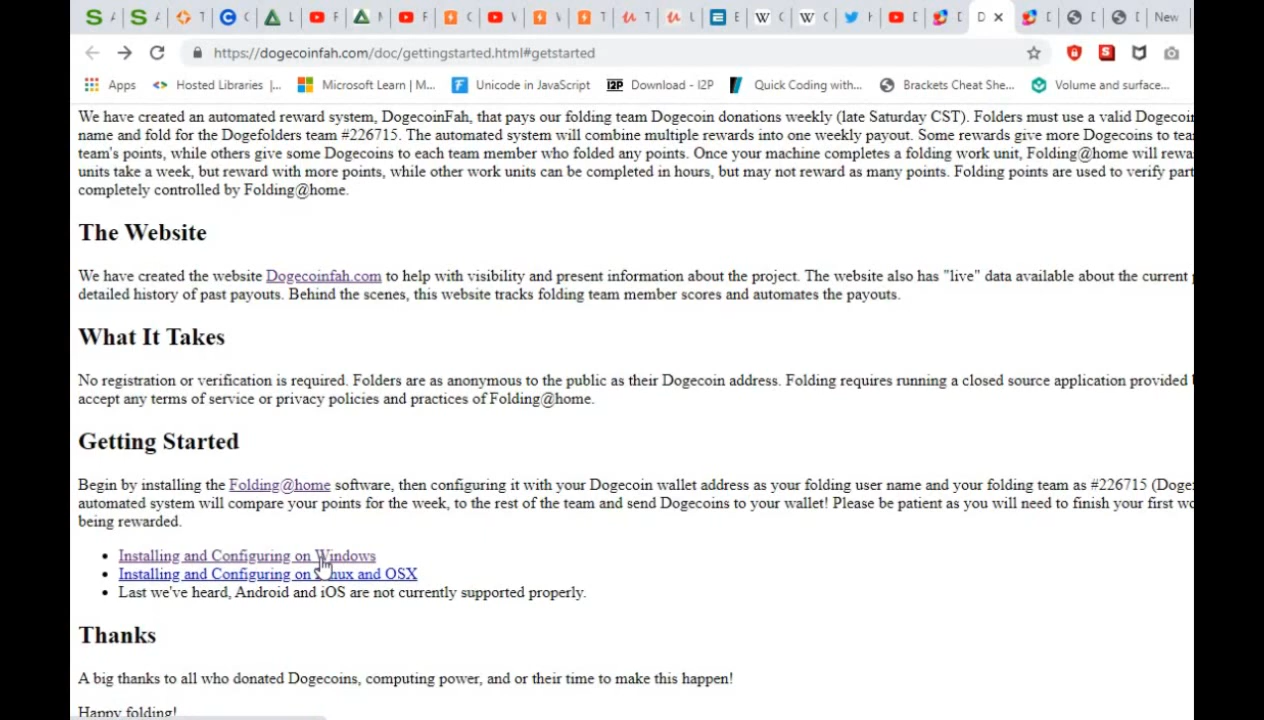 New
https://dogecoinfah.com/doc/gettingstarted.html#getstarted
Apps Hosted Libraries |... Microsoft Learn | M... Unicode in JavaScript Download - I2P Quick Coding with... Brackets Cheat She... Volume and surface...
We have created an automated reward system, DogecoinFah, that pays our folding team Dogecoin donations weekly (late Saturday CST). Folders must use a valid Dogecoin
name and fold for the Dogefolders team #226715. The automated system will combine multiple rewards into one weekly payout. Some rewards give more Dogecoins to
team's points, while others give some Dogecoins to each team member who folded any points. Once your machine completes a folding work unit, Folding@home will
units take a week, but reward with more points, while other work units can be completed in hours, but may not reward as many points. Folding points are used to verify
completely controlled by Folding@home.
The Website
We have created the website Dogecoinfah.com to help with visibility and present information about the project. The website also has "live" data available about the current
detailed history of past payouts. Behind the scenes, this website tracks folding team member scores and automates the payouts.
What It Takes
No registration or verification is required. Folders are as anonymous to the public as their Dogecoin address. Folding requires running a closed source application provided
accept any terms of service or privacy policies and practices of Folding@home.
Getting Started
Begin by installing the Folding@home software, then configuring it with your Dogecoin wallet address as your folding user name and your folding team as #226715
automated system will compare your points for the week, to the rest of the team and send Dogecoins to your wallet! Please be patient as you will need to finish your first
being rewarded.
• Installing and Configuring on Windows
• Installing and Configuring on Linux and OSX
• Last we've heard, Android and iOS are not currently supported properly.
Thanks
A big thanks to all who donated Dogecoins, computing power, and or their time to make this happen!
Happy folding!